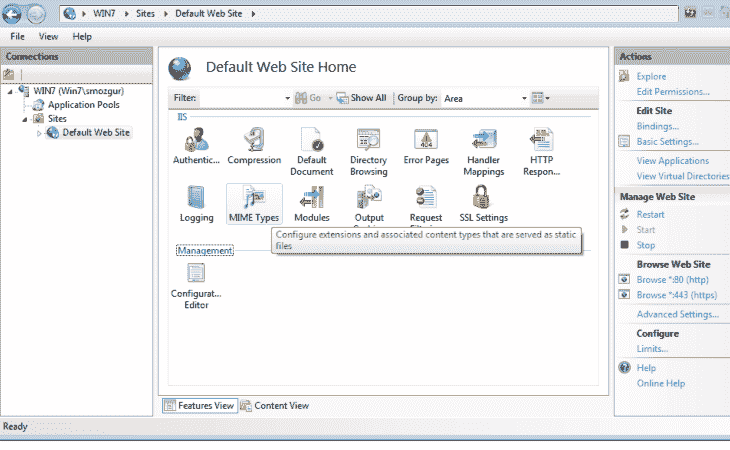 WIN7 Sites Default Web Site
File View Help
Connections
WIN7 (Win7\smozgur)
Application Pools
Sites
Default Web Site
Default Web Site Home
Filter: Go Show All Group by: Area
IIS
Authentic... Compression Default Document Directory Browsing Error Pages Handler Mappings HTTP Respon...
Logging MIME Types Modules Output Request Filtering SSL Settings
Configure extensions and associated content types that are served as static
files
Management
Configurat...
Editor
Features View Content View
Actions
Explore
Edit Permissions...
Edit Site
Bindings...
Basic Settings...
View Applications
View Virtual Directories
Manage Web Site
Restart
Start
Stop
Browse Web Site
Browse *:80 (http)
Browse *:443 (https)
Advanced Settings...
Configure
Limits...
Help
Online Help
Ready